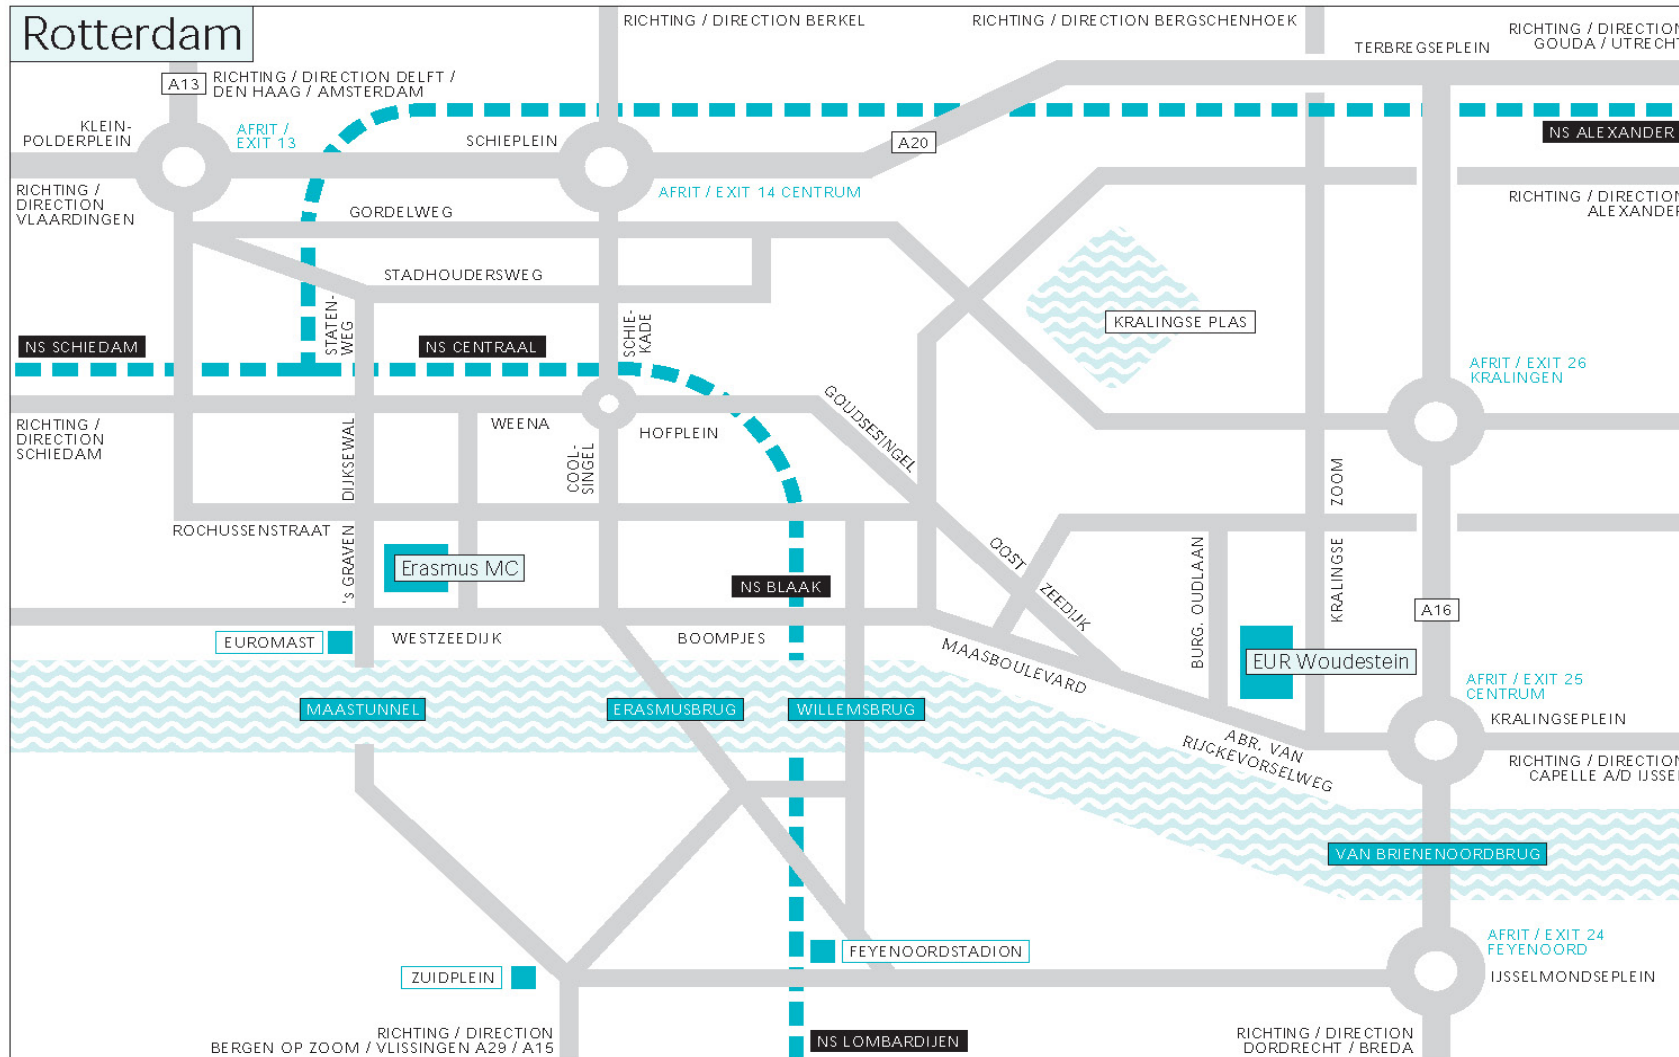 Rotterdam
RICHTING / DIRECTION BERKEL
RICHTING / DIRECTION BERGSCHENHOEK
RICHTING / DIRECTION
GOUDA / UTRECHT
TERBREGSEPLEIN
A13
RICHTING / DIRECTION DELFT /
DEN HAAG / AMSTERDAM
KLEIN-
POLDERPLEIN
AFRIT /
EXIT 13
SCHIEPLEIN
A20
NS ALEXANDER
RICHTING /
DIRECTION
VLAARDINGEN
AFRIT / EXIT 14 CENTRUM
RICHTING / DIRECTION
ALEXANDER
GORDELWEG
STADHOUDERSWEG
STATEN-
WEG
SCHIE-
KADE
KRALINGSE PLAS
NS SCHIEDAM
NS CENTRAAL
AFRIT / EXIT 26
KRALINGEN
RICHTING /
DIRECTION
SCHIEDAM
WEENA
HOFPLEIN
GOUDSESINGEL
COOL-
SINGEL
's GRAVEN DIJKSEWAL
ROCHUSSENSTRAAT
Erasmus MC
NS BLAAK
OOST ZEEDIJK
BURG. OUDLAAN
KRALINGSE ZOOM
A16
EUROMAST
WESTZEEDIJK
BOOMPJES
MAASBOULEVARD
EUR Woudestein
AFRIT / EXIT 25
CENTRUM
MAASTUNNEL
ERASMUSBRUG
WILLEMSBRUG
KRALINGSEPLEIN
ABR. VAN
RIJCKEVORSELWEG
RICHTING / DIRECTION
CAPELLE A/D IJSSEL
VAN BRIENENOORDBRUG
AFRIT / EXIT 24
FEYENOORD
FEYENOORDSTADION
ZUIDPLEIN
IJSSELMONDSEPLEIN
RICHTING / DIRECTION
BERGEN OP ZOOM / VLISSINGEN A29 / A15
NS LOMBARDIJEN
RICHTING / DIRECTION
DORDRECHT / BREDA